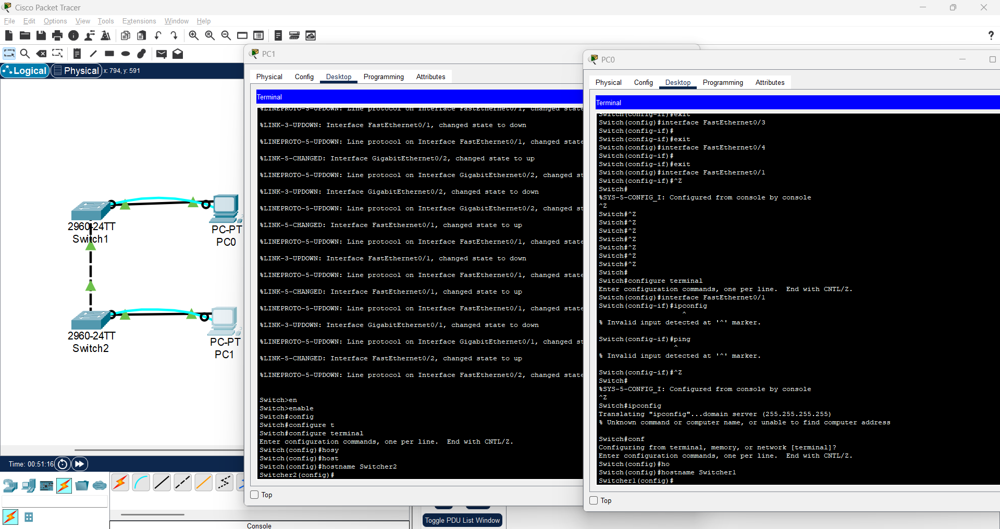 Cisco Packet Tracer
File Edit Options View Tools Extensions Window Help
Logical Physical x: 794, y: 591
2960-24TT
Switch1
PC-PT
PC0
2960-24TT
Switch2
PC-PT
PC1
Time: 00:51:16
Console
Toggle PDU List Window
PC1
Physical Config Desktop Programming Attributes
Terminal
%LINEPROTO-5-UPDOWN: Line protocol on Interface FastEthernet0/1, changed state
%LINK-3-UPDOWN: Interface FastEthernet0/1, changed state to down
%LINEPROTO-5-UPDOWN: Line protocol on Interface FastEthernet0/1, changed state
%LINK-5-CHANGED: Interface GigabitEthernet0/2, changed state to up
%LINEPROTO-5-UPDOWN: Line protocol on Interface GigabitEthernet0/2, changed st
%LINK-3-UPDOWN: Interface GigabitEthernet0/2, changed state to down
%LINEPROTO-5-UPDOWN: Line protocol on Interface GigabitEthernet0/2, changed st
%LINK-5-CHANGED: Interface FastEthernet0/1, changed state to up
%LINEPROTO-5-UPDOWN: Line protocol on Interface FastEthernet0/1, changed state
%LINK-3-UPDOWN: Interface FastEthernet0/1, changed state to down
%LINEPROTO-5-UPDOWN: Line protocol on Interface FastEthernet0/1, changed state
%LINK-5-CHANGED: Interface FastEthernet0/1, changed state to up
%LINEPROTO-5-UPDOWN: Line protocol on Interface FastEthernet0/1, changed state
%LINK-3-UPDOWN: Interface GigabitEthernet0/1, changed state to down
%LINEPROTO-5-UPDOWN: Line protocol on Interface GigabitEthernet0/1, changed st
%LINK-5-CHANGED: Interface FastEthernet0/2, changed state to up
%LINEPROTO-5-UPDOWN: Line protocol on Interface FastEthernet0/2, changed state
Switch>en
Switch>enable
Switch#config
Switch#configure t
Switch#configure terminal
Enter configuration commands, one per line. End with CNTL/Z.
Switch(config)#hosy
Switch(config)#host
Switch(config)#hostname Switcher2
Switcher2(config)#
Top
PC0
Physical Config Desktop Programming Attributes
Terminal
Switch(config-if)#exit
Switch(config)#interface FastEthernet0/3
Switch(config-if)#
Switch(config-if)#exit
Switch(config)#interface FastEthernet0/4
Switch(config-if)#
Switch(config-if)#exit
Switch(config)#interface FastEthernet0/1
Switch(config-if)#^Z
Switch#
%SYS-5-CONFIG_I: Configured from console by console
^Z
Switch#^Z
Switch#^Z
Switch#^Z
Switch#^Z
Switch#^Z
Switch#^Z
Switch#^Z
Switch#
Switch#configure terminal
Enter configuration commands, one per line. End with CNTL/Z.
Switch(config)#interface FastEthernet0/1
Switch(config-if)#ipconfig
^
% Invalid input detected at '^' marker.
Switch(config-if)#ping
^
% Invalid input detected at '^' marker.
Switch(config-if)#^Z
Switch#
%SYS-5-CONFIG_I: Configured from console by console
^Z
Switch#ipconfig
Translating "ipconfig"...domain server (255.255.255.255)
% Unknown command or computer name, or unable to find computer address
Switch#conf
Configuring from terminal, memory, or network [terminal]?
Enter configuration commands, one per line. End with CNTL/Z.
Switch(config)#ho
Switch(config)#hostname Switcher1
Switcher1(config)#
Top